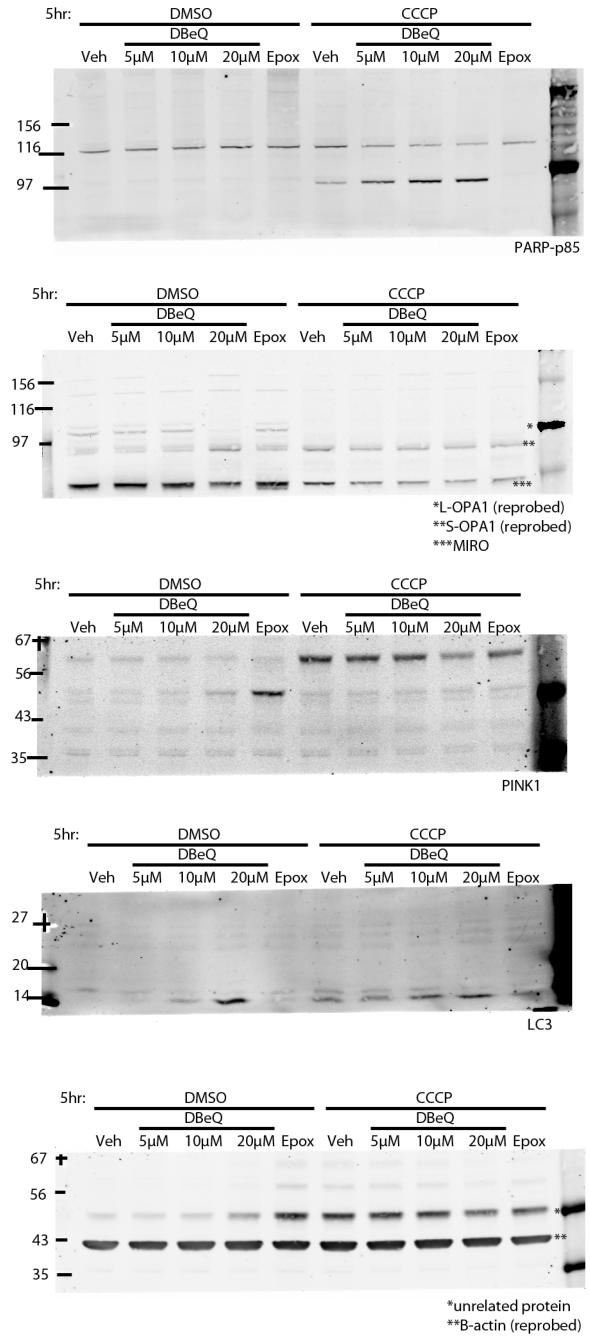 5hr: DMSO CCCP
DBeQ DBeQ
Veh 5µM 10µM 20µM Epox Veh 5µM 10µM 20µM Epox
156
116
97
PARP-p85
5hr: DMSO CCCP
DBeQ DBeQ
Veh 5µM 10µM 20µM Epox Veh 5µM 10µM 20µM Epox
156
116
*
97 **
***
*L-OPA1 (reprobed)
**S-OPA1 (reprobed)
***MIRO
5hr: DMSO CCCP
DBeQ DBeQ
Veh 5µM 10µM 20µM Epox Veh 5µM 10µM 20µM Epox
67
56
43
35
PINK1
5hr: DMSO CCCP
DBeQ DBeQ
Veh 5µM 10µM 20µM Epox Veh 5µM 10µM 20µM Epox
27
20
14
LC3
5hr: DMSO CCCP
DBeQ DBeQ
Veh 5µM 10µM 20µM Epox Veh 5µM 10µM 20µM Epox
67
56
*
43 **
35
*unrelated protein
**B-actin (reprobed)